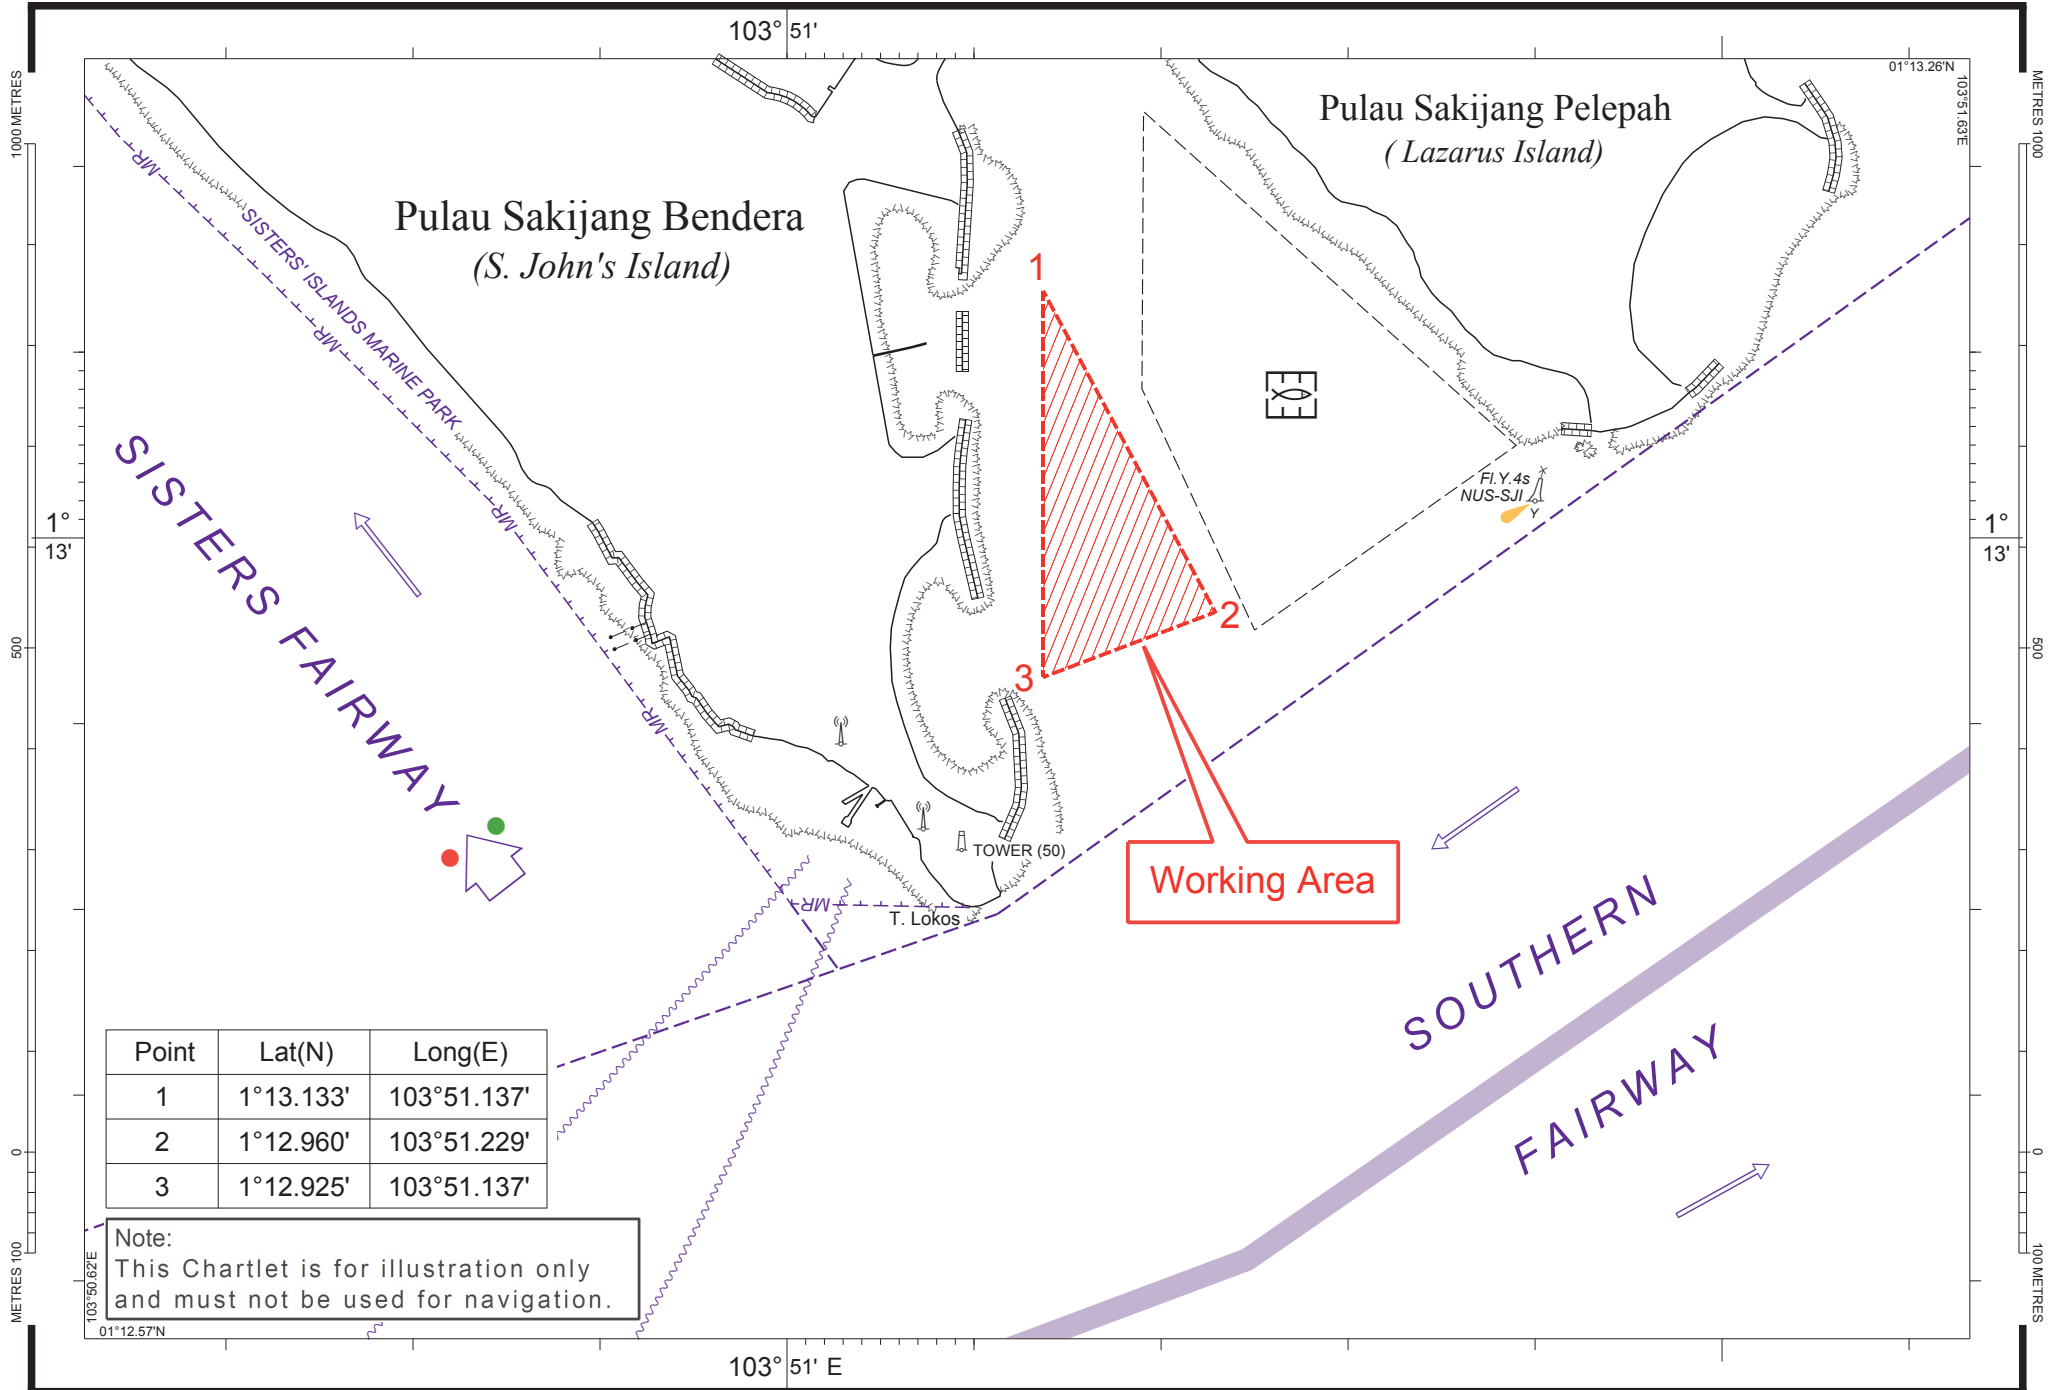 103° 51'
01°13.26'N
103°51.63'E
METRES
1000
METRES
1000
Pulau Sakijang Pelepah
( Lazarus Island)
Pulau Sakijang Bendera
(S. John's Island)
MR
SISTERS' ISLANDS MARINE PARK
MR
MR
MR
MR
1
Fl.Y.4s
NUS-SJI
Y
1°
13'
1°
13'
SISTERS FAIRWAY
2
3
500
500
TOWER (50)
Working Area
T. Lokos
SOUTHERN
FAIRWAY
Point Lat(N) Long(E)
1 1°13.133' 103°51.137'
2 1°12.960' 103°51.229'
3 1°12.925' 103°51.137'
0
0
Note:
This Chartlet is for illustration only
and must not be used for navigation.
METRES 100
100 METRES
103°50.62'E
01°12.57'N
103° 51' E